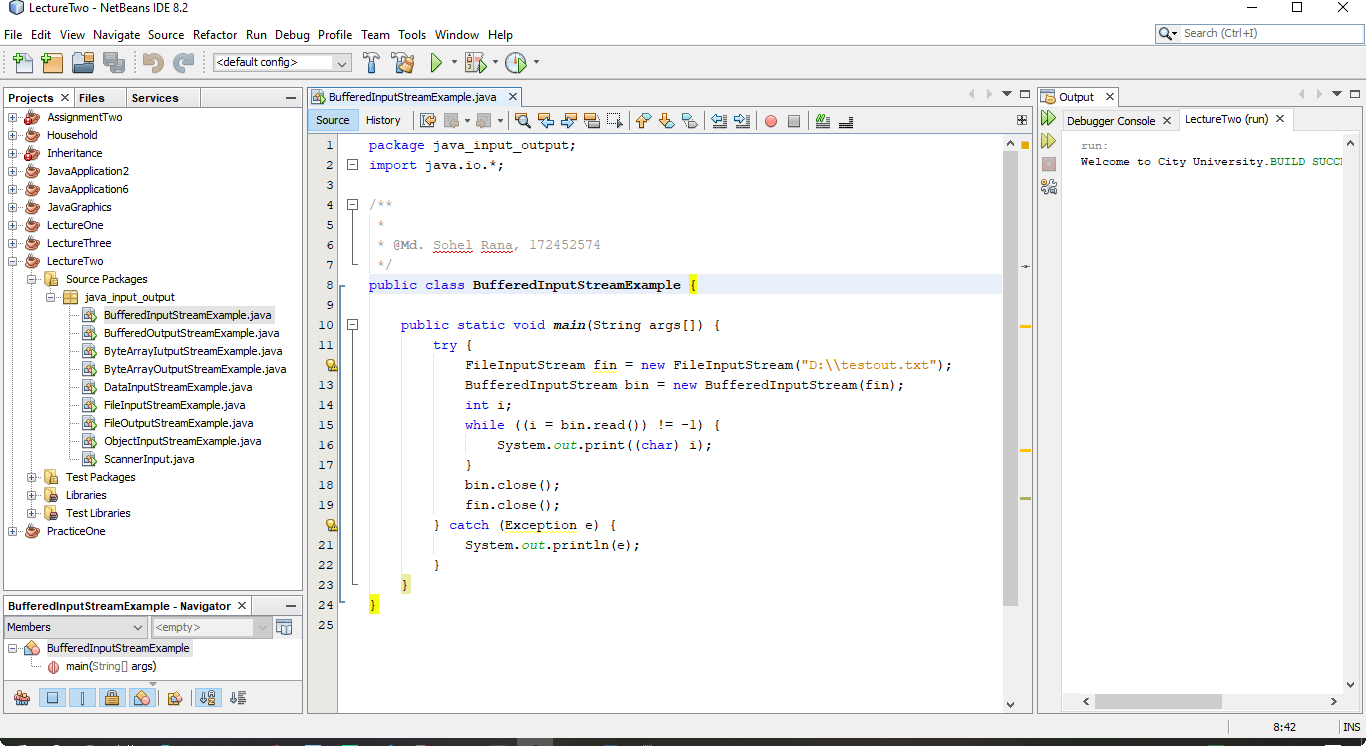 LectureTwo - NetBeans IDE 8.2
File Edit View Navigate Source Refactor Run Debug Profile Team Tools Window Help
Search (Ctrl+I)
<default config>
Projects Files Services
AssignmentTwo
Household
Inheritance
JavaApplication2
JavaApplication6
JavaGraphics
LectureOne
LectureThree
LectureTwo
Source Packages
java_input_output
BufferedInputStreamExample.java
BufferedOutputStreamExample.java
ByteArrayIutputStreamExample.java
ByteArrayOutputStreamExample.java
DataInputStreamExample.java
FileInputStreamExample.java
FileOutputStreamExample.java
ObjectInputStreamExample.java
ScannerInput.java
Test Packages
Libraries
Test Libraries
PracticeOne
BufferedInputStreamExample - Navigator
Members <empty>
BufferedInputStreamExample
main(String[] args)
BufferedInputStreamExample.java
Source History
1 package java_input_output;
2 import java.io.*;
3
4 /**
5 *
6 * @Md. Sohel Rana, 172452574
7 */
8 public class BufferedInputStreamExample {
9
10 public static void main(String args[]) {
11 try {
FileInputStream fin = new FileInputStream("D:\\testout.txt");
13 BufferedInputStream bin = new BufferedInputStream(fin);
14 int i;
15 while ((i = bin.read()) != -1) {
16 System.out.print((char) i);
17 }
18 bin.close();
19 fin.close();
} catch (Exception e) {
21 System.out.println(e);
22 }
23 }
24 }
25
Output
Debugger Console LectureTwo (run)
run:
Welcome to City University.BUILD SUCC
8:42 INS